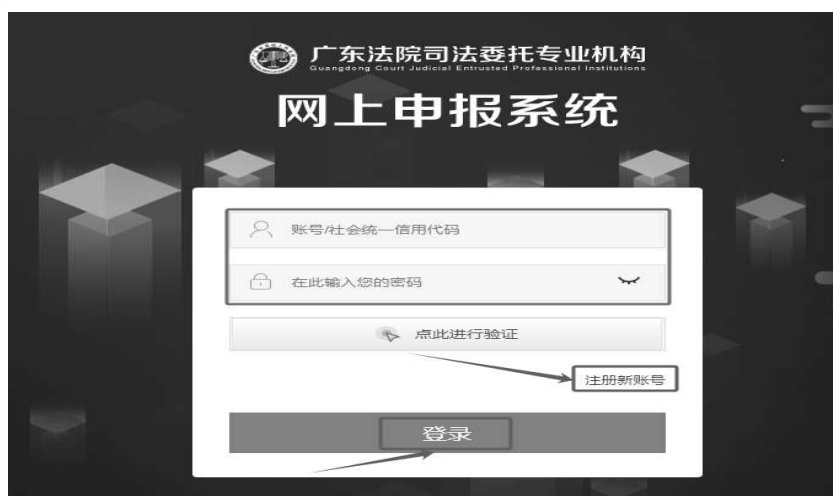 广东法院司法委托专业机构
Guangdong Court Judicial Entrusted Professional Institutions
网上申报系统
账号/社会统一信用代码
在此输入您的密码
点此进行验证
注册新账号
登录